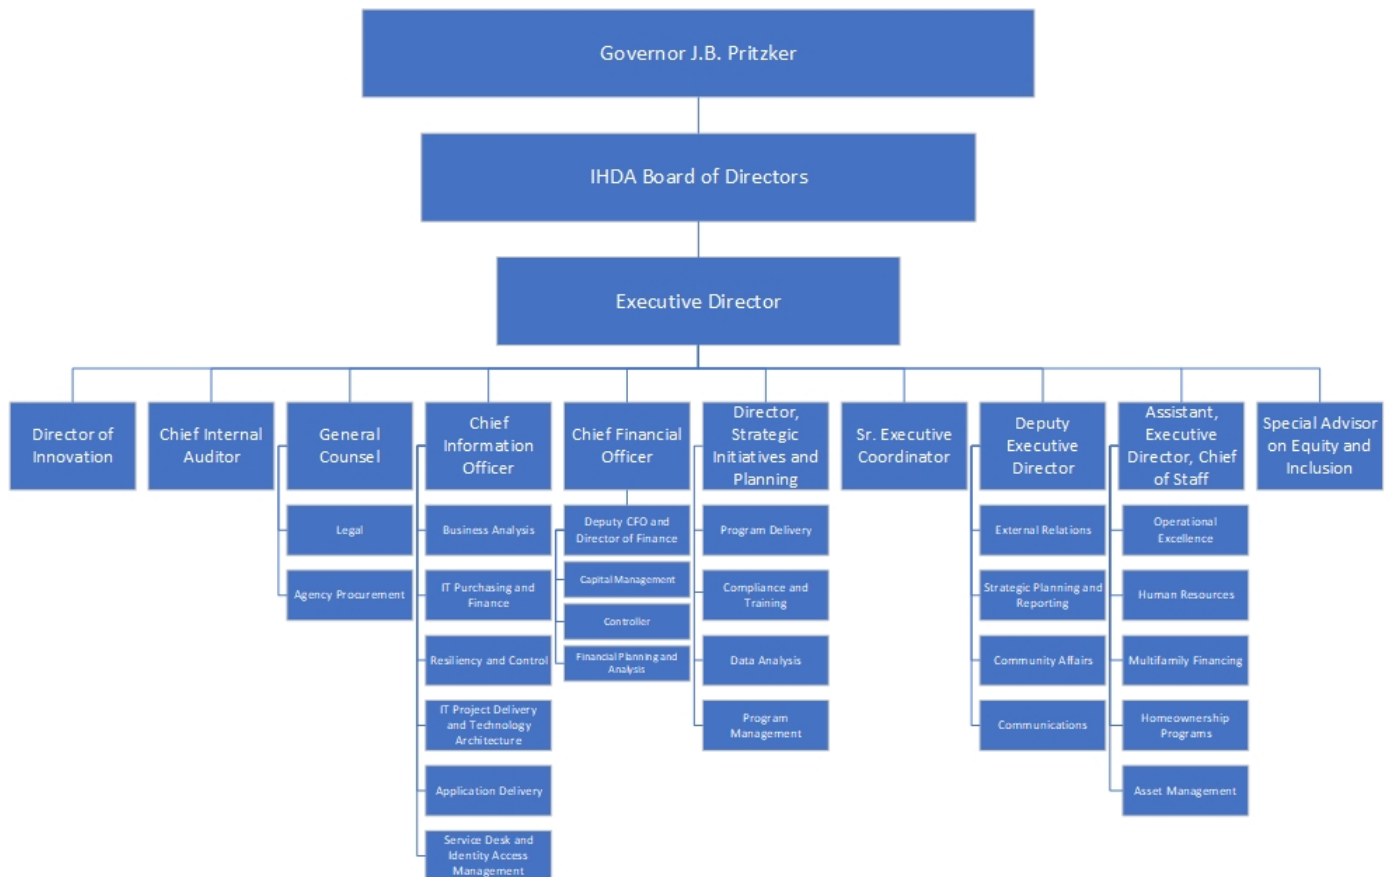 Governor J.B. Pritzker
IHDA Board of Directors
Executive Director
Director of
Innovation
Chief Internal
Auditor
General
Counsel
Chief
Information
Officer
Chief Financial
Officer
Director,
Strategic
Initiatives and
Planning
Sr. Executive
Coordinator
Deputy
Executive
Director
Assistant,
Executive
Director, Chief
of Staff
Special Advisor
on Equity and
Inclusion
Legal
Agency Procurement
Business Analysis
IT Purchasing and
Finance
Resiliency and Control
IT Project Delivery
and Technology
Architecture
Application Delivery
Service Desk and
Identity Access
Management
Deputy CFO and
Director of Finance
Capital Management
Controller
Financial Planning and
Analysis
Program Delivery
Compliance and
Training
Data Analysis
Program
Management
External Relations
Strategic Planning and
Reporting
Community Affairs
Communications
Operational
Excellence
Human Resources
Multifamily Financing
Homeownership
Programs
Asset Management